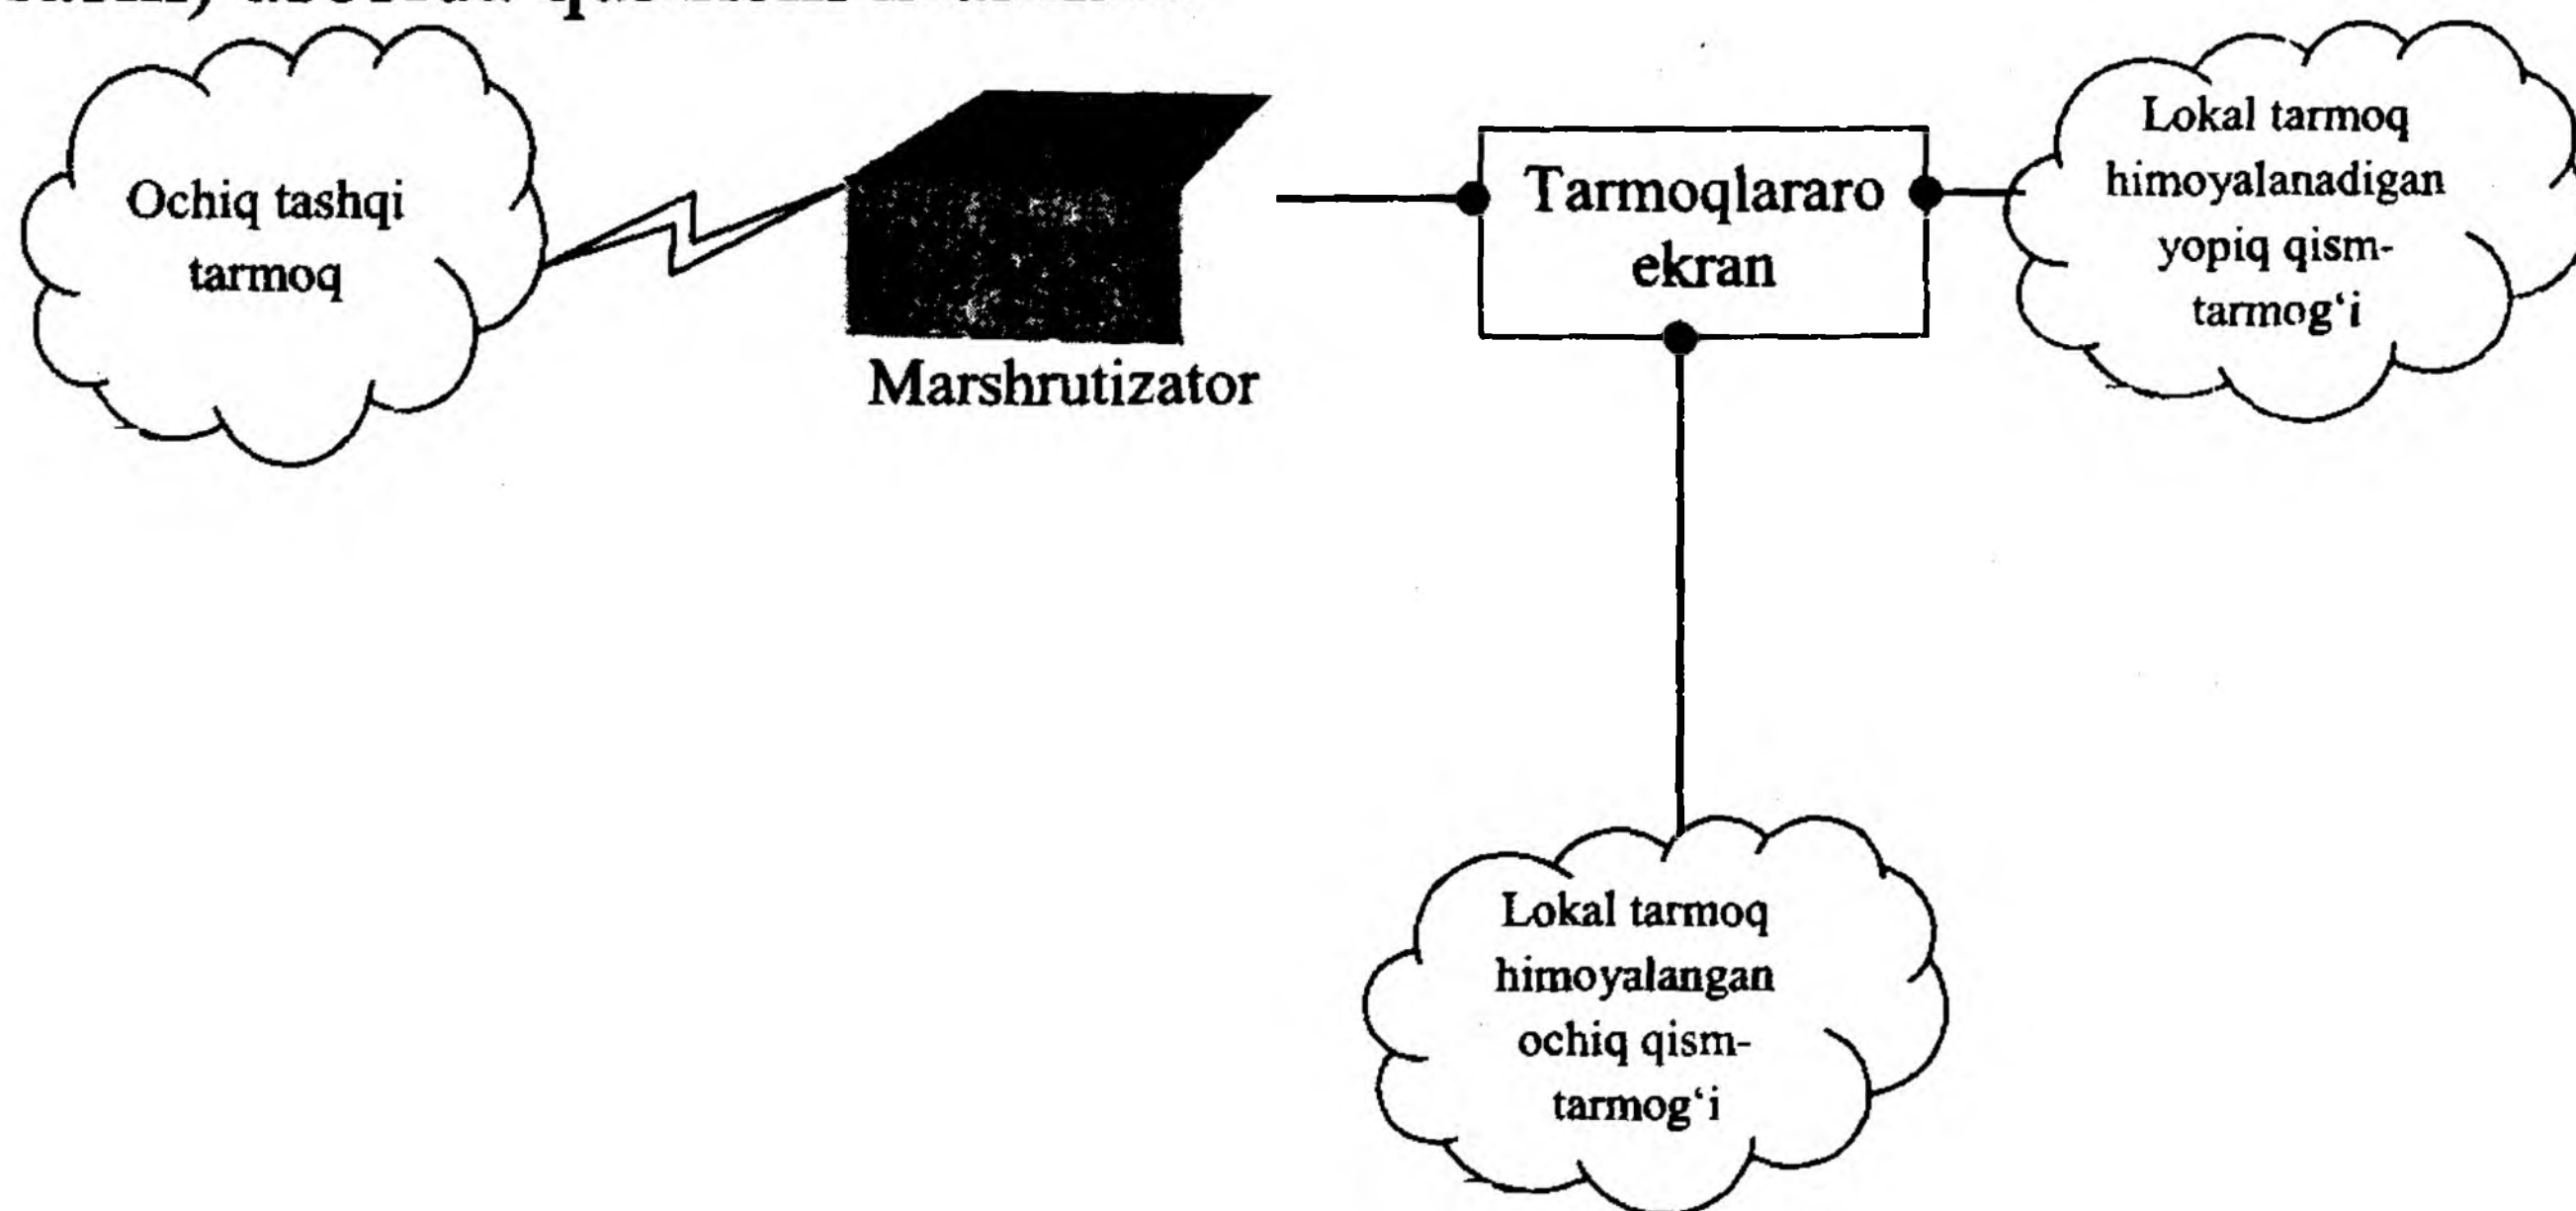 Ochiq tashqi
tarmoq
Marshrutizator
Tarmoqlararo
ekran
Lokal tarmoq
himoyalanadigan
yopiq qism-
tarmog‘i
Lokal tarmoq
himoyalangan
ochiq qism-
tarmog‘i